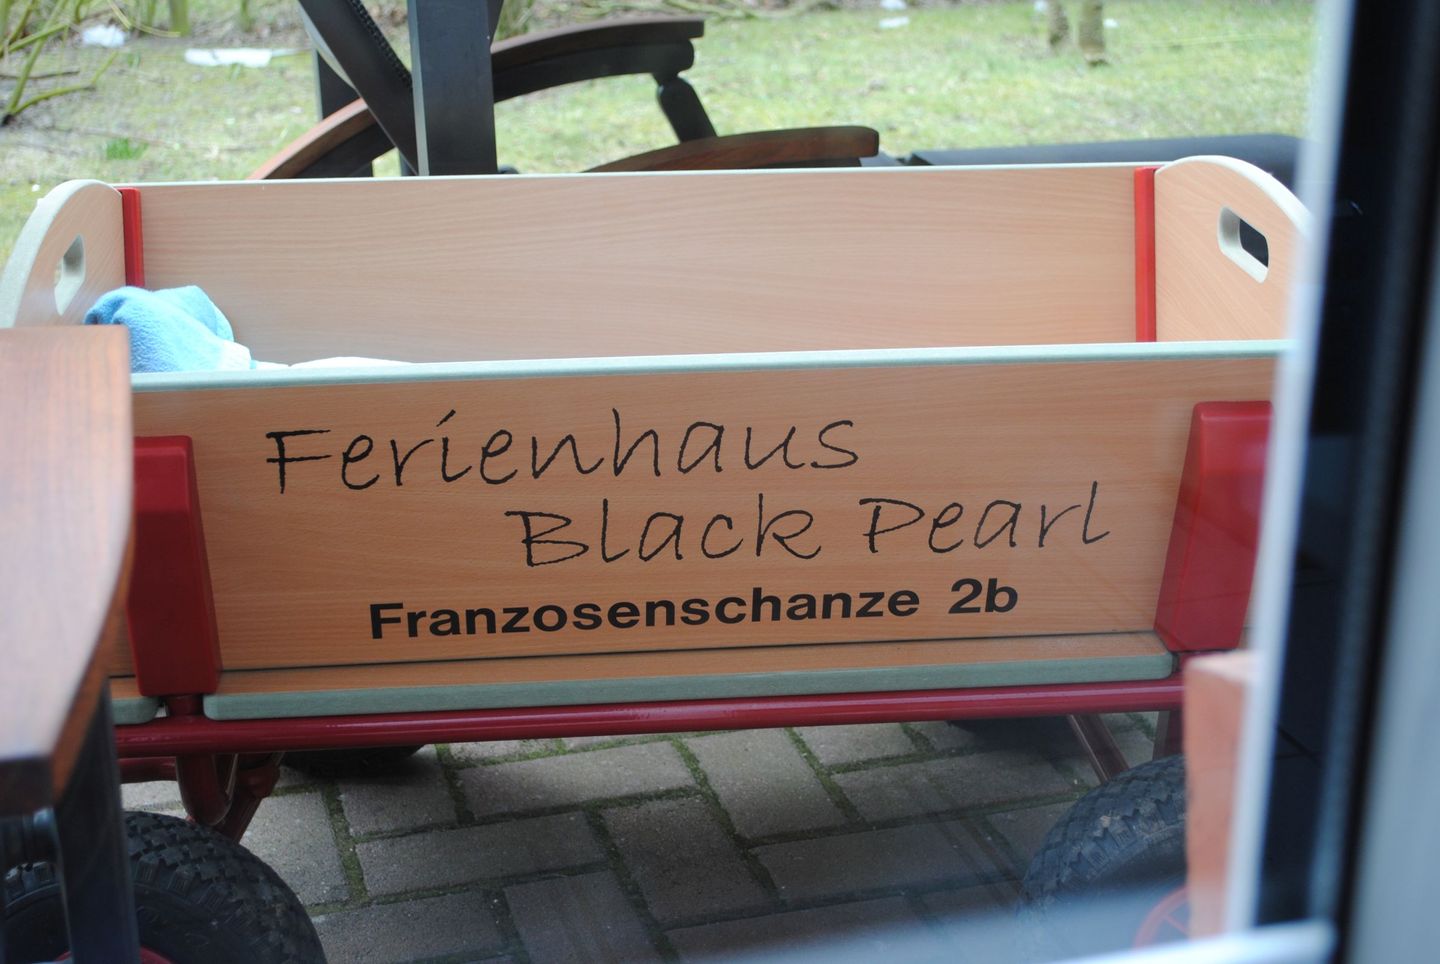 Ferienhaus
Black Pearl
Franzosenschanze 2b